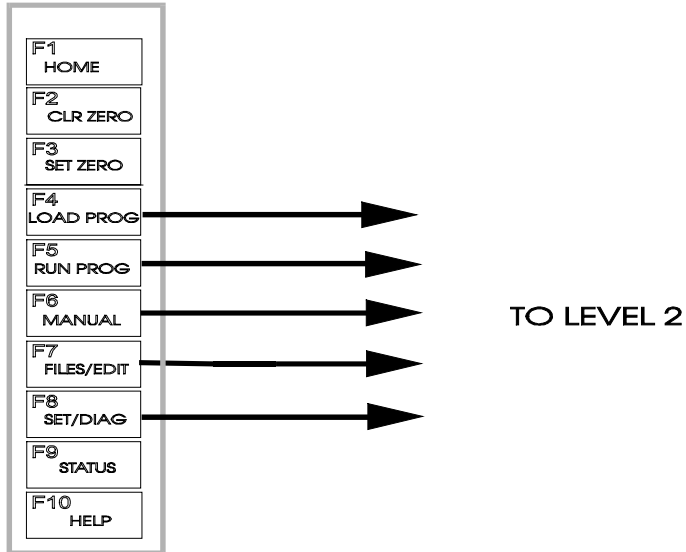 F1
HOME
F2
CLR ZERO
F3
SET ZERO
F4
LOAD PROG
F5
RUN PROG
F6
MANUAL
TO LEVEL 2
F7
FILES/EDIT
F8
SET/DIAG
F9
STATUS
F10
HELP